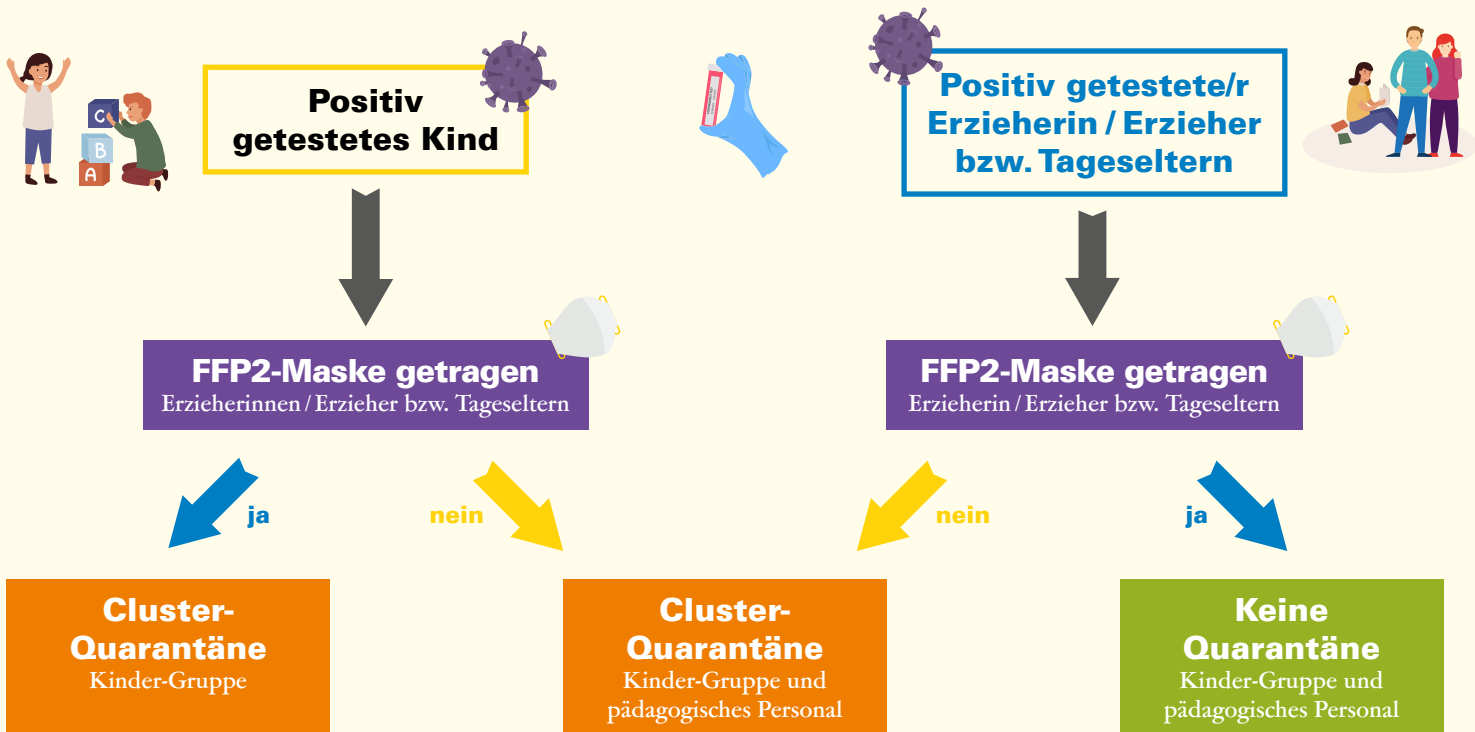 Positiv
getestetes Kind
Positiv getestete/r
Erzieherin / Erzieher
bzw. Tageseltern
FFP2-Maske getragen
Erzieherinnen / Erzieher bzw. Tageseltern
FFP2-Maske getragen
Erzieherin / Erzieher bzw. Tageseltern
ja
nein
nein
ja
Cluster-
Quarantäne
Kinder-Gruppe
Cluster-
Quarantäne
Kinder-Gruppe und
pädagogisches Personal
Keine
Quarantäne
Kinder-Gruppe und
pädagogisches Personal
C
B
A